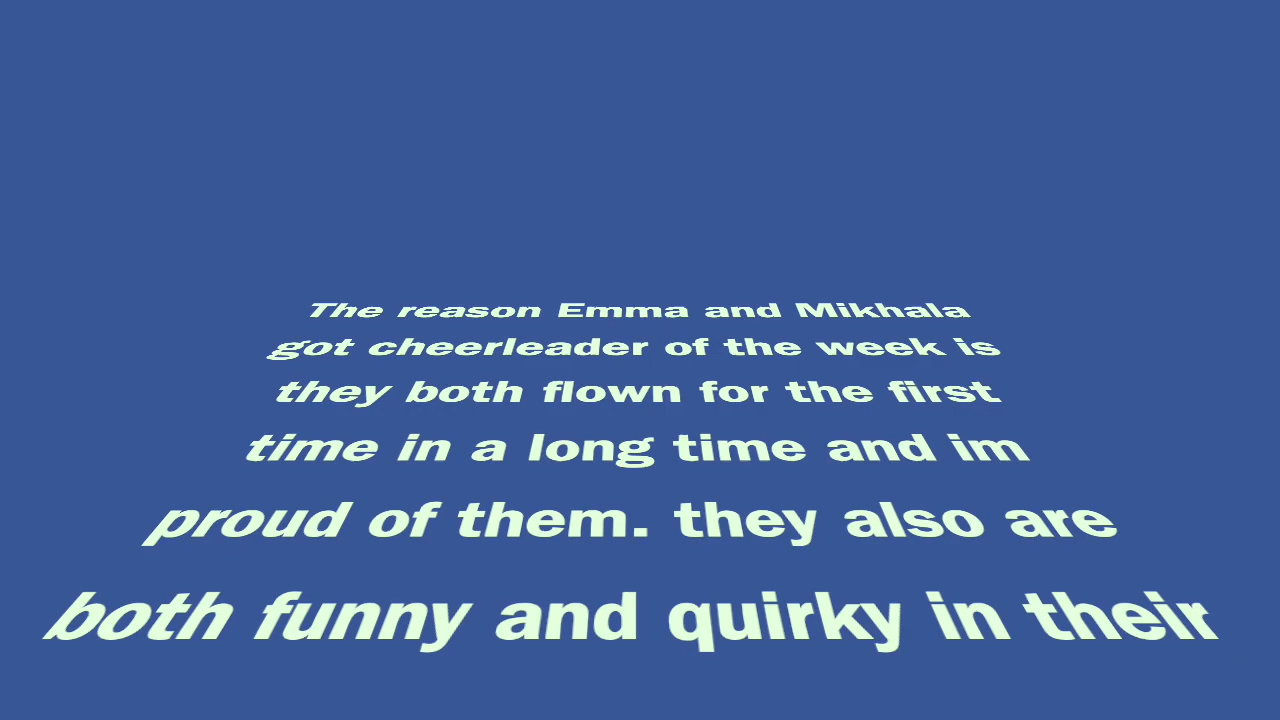 The reason Emma and Mikhala
got cheerleader of the week is
they both flown for the first
time in a long time and im
proud of them. they also are
both funny and quirky in their